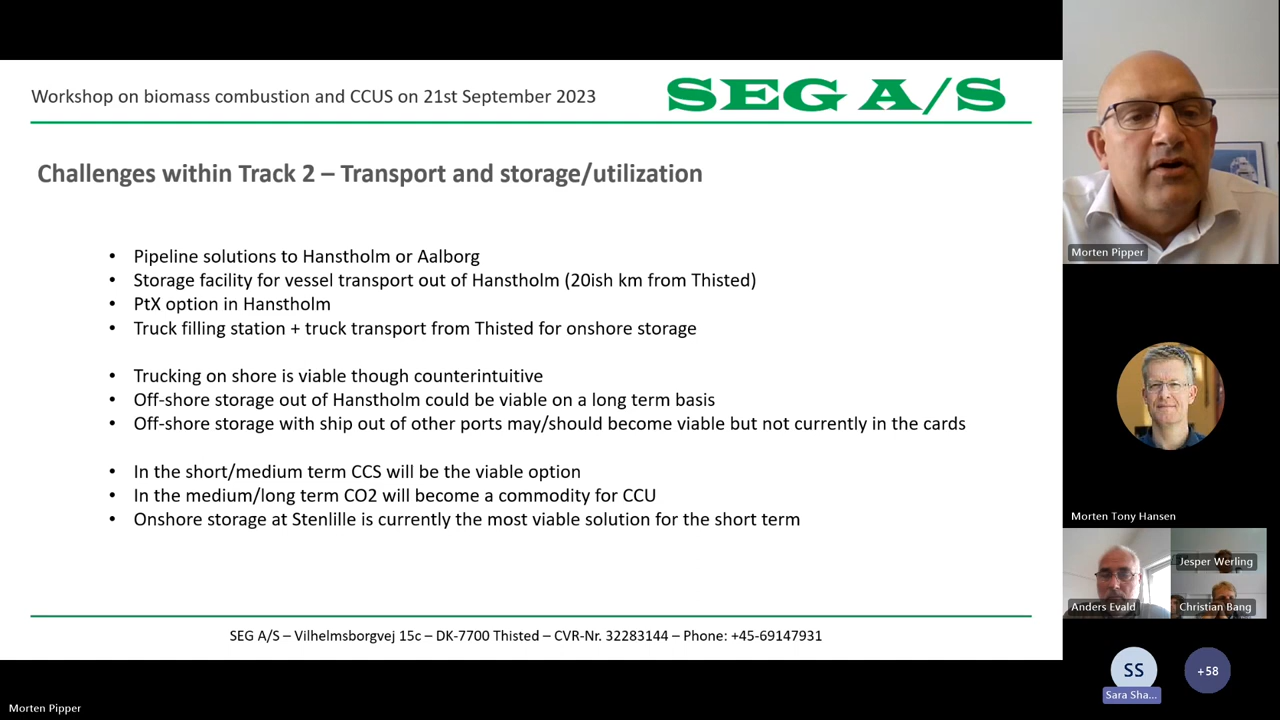 Workshop on biomass combustion and CCUS on 21st September 2023
SEG A/S
Challenges within Track 2 – Transport and storage/utilization
• Pipeline solutions to Hanstholm or Aalborg
• Storage facility for vessel transport out of Hanstholm (20ish km from Thisted)
• PtX option in Hanstholm
• Truck filling station + truck transport from Thisted for onshore storage
• Trucking on shore is viable though counterintuitive
• Off-shore storage out of Hanstholm could be viable on a long term basis
• Off-shore storage with ship out of other ports may/should become viable but not currently in the cards
• In the short/medium term CCS will be the viable option
• In the medium/long term CO2 will become a commodity for CCU
• Onshore storage at Stenlille is currently the most viable solution for the short term
SEG A/S – Vilhelmsborgvej 15c – DK-7700 Thisted – CVR-Nr. 32283144 – Phone: +45-69147931
Morten Pipper
Morten Tony Hansen
Jesper Werling
Anders Evald
Christian Bang
SS
+58
Sara Sha...
Morten Pipper